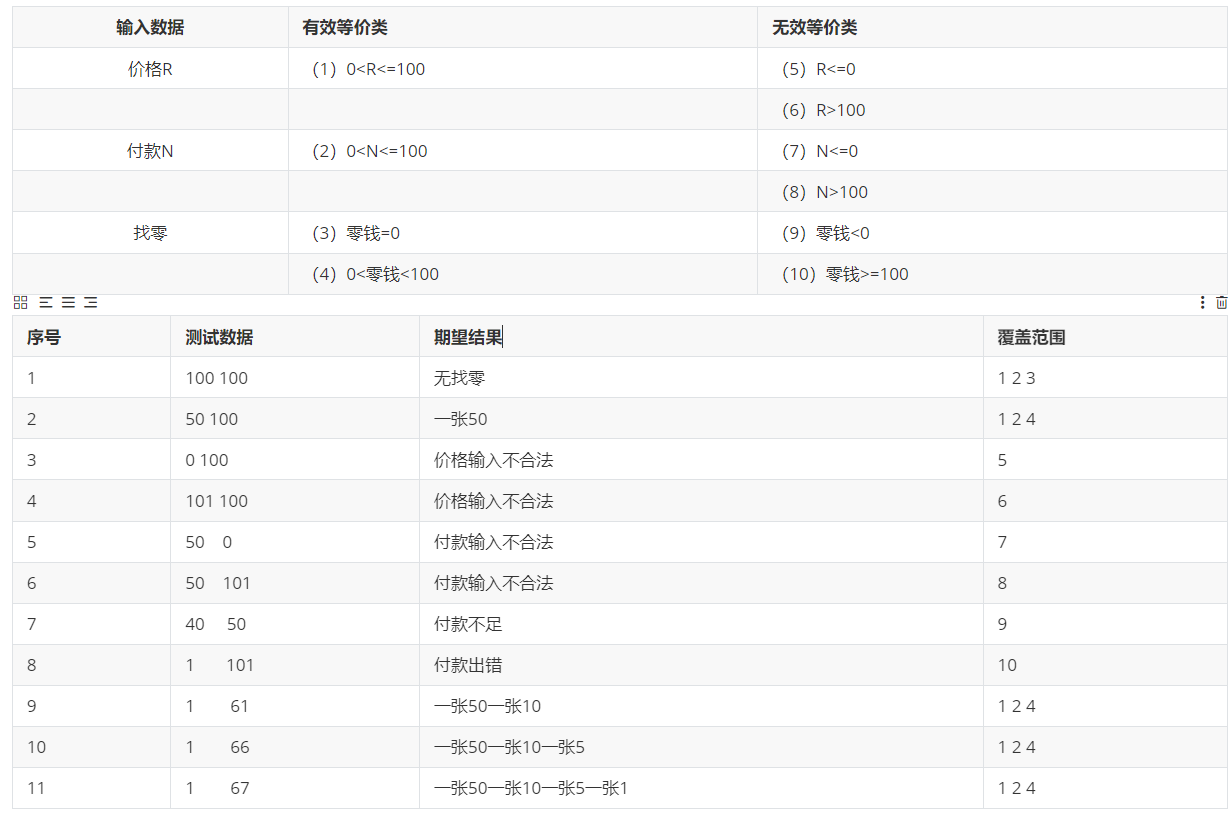 输入数据 有效等价类 无效等价类
价格R （1）0<R<=100 （5）R<=0
（6）R>100
付款N （2）0<N<=100 （7）N<=0
（8）N>100
找零 （3）零钱=0 （9）零钱<0
（4）0<零钱<100 （10）零钱>=100
序号 测试数据 期望结果 覆盖范围
1 100 100 无找零 1 2 3
2 50 100 一张50 1 2 4
3 0 100 价格输入不合法 5
4 101 100 价格输入不合法 6
5 50 0 付款输入不合法 7
6 50 101 付款输入不合法 8
7 40 50 付款不足 9
8 1 101 付款出错 10
9 1 61 一张50一张10 1 2 4
10 1 66 一张50一张10一张5 1 2 4
11 1 67 一张50一张10一张5一张1 1 2 4